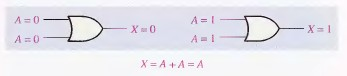 A = 0
A = 0
X = 0
A = 1
A = 1
X = 1
X = A + A = A